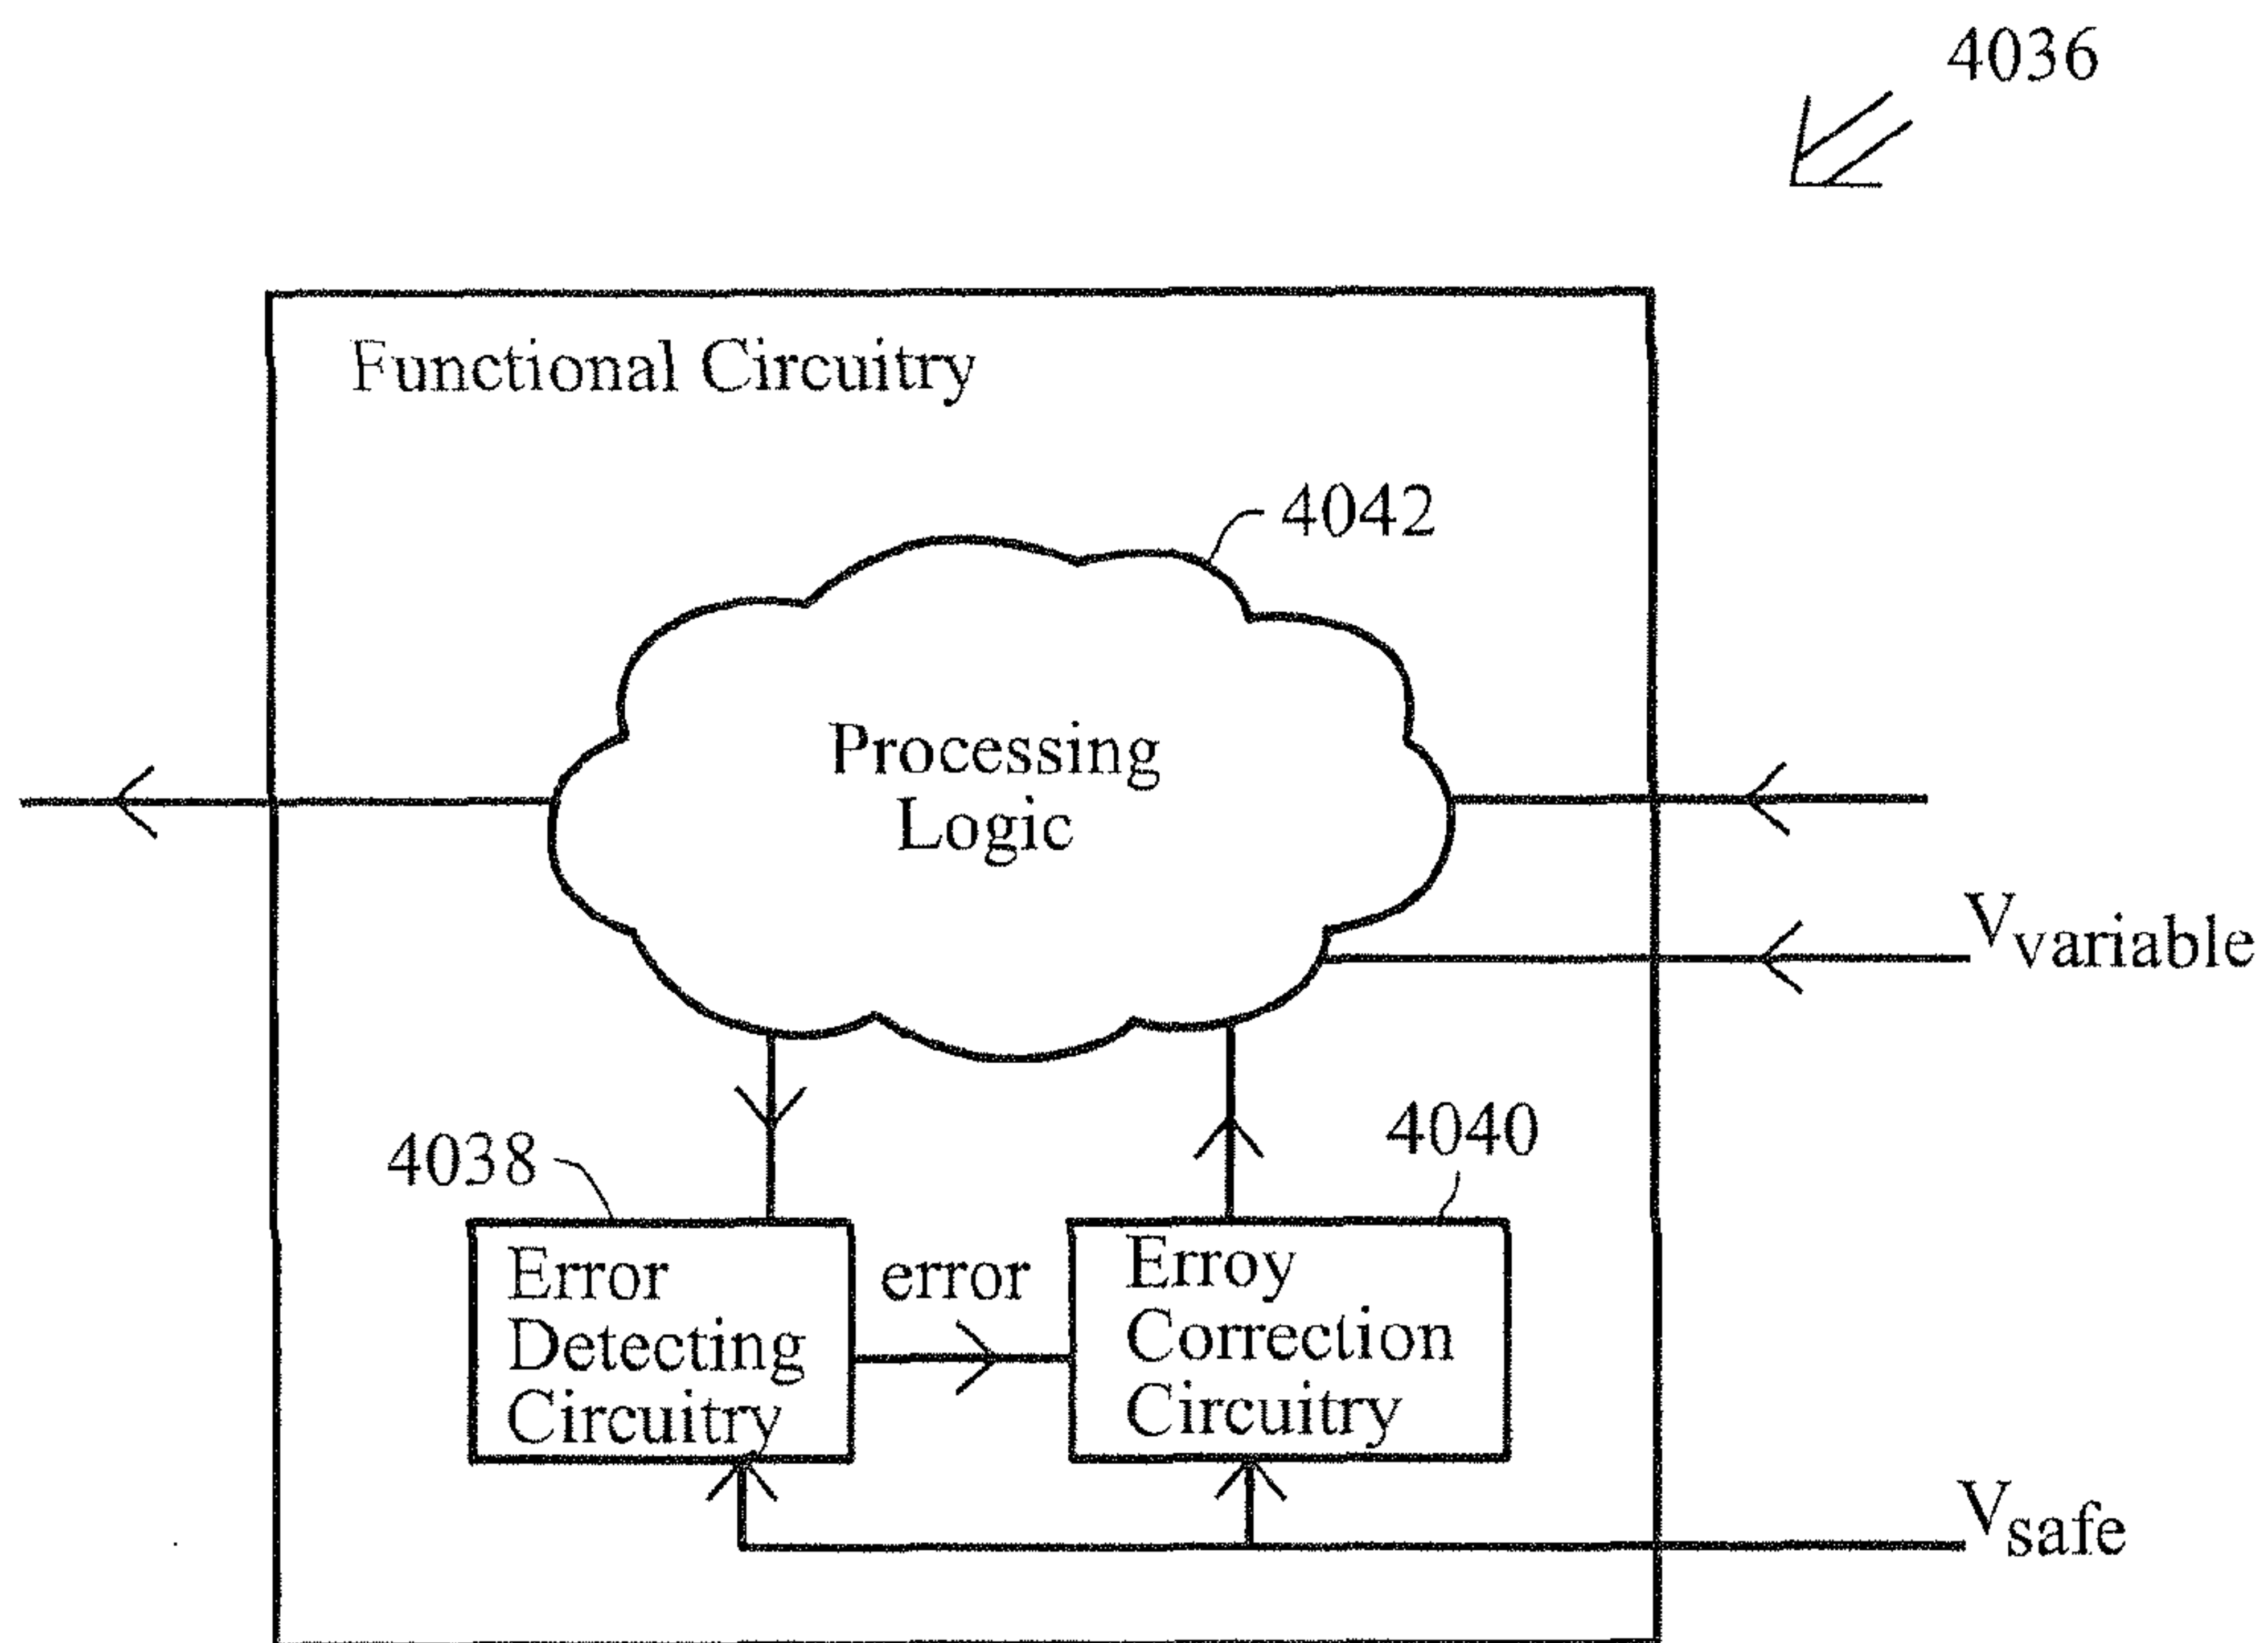 4036
Functional Circuitry
4042
Processing
Logic
Vvariable
4038
4040
Error
Detecting
Circuitry
error
Erroy
Correction
Circuitry
Vsafe